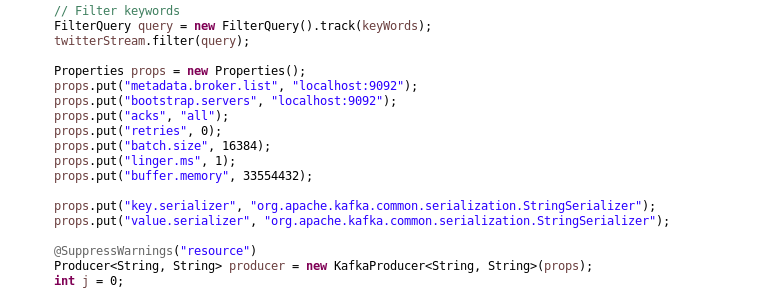 // Filter keywords
FilterQuery query = new FilterQuery().track(keyWords);
twitterStream.filter(query);
Properties props = new Properties();
props.put("metadata.broker.list", "localhost:9092");
props.put("bootstrap.servers", "localhost:9092");
props.put("acks", "all");
props.put("retries", 0);
props.put("batch.size", 16384);
props.put("linger.ms", 1);
props.put("buffer.memory", 33554432);
props.put("key.serializer", "org.apache.kafka.common.serialization.StringSerializer");
props.put("value.serializer", "org.apache.kafka.common.serialization.StringSerializer");
@SuppressWarnings("resource")
Producer<String, String> producer = new KafkaProducer<String, String>(props);
int j = 0;